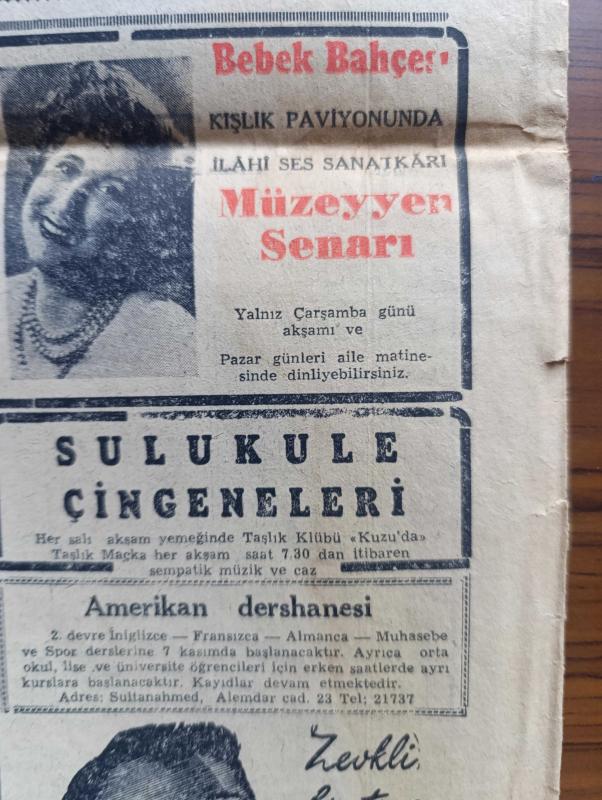 Bebek Bahçesi
KIŞLIK PAVİYONUNDA
İLÂHİ SES SANATKÂRI
Müzeyyen
Senarı
Yalnız Çarşamba günü
akşamı ve
Pazar günleri aile matine-
sinde dinliyebilirsiniz.
SULUKULE
ÇİNGENELERİ
Her salı akşam yemeğinde Taşlık Klübü «Kuzu'da»
Taşlık Maçka her akşam saat 7.30 dan itibaren
sempatik müzik ve caz
Amerikan dershanesi
2. devre İniglizce — Fransızca — Almanca — Muhasebe
ve Spor derslerine 7 kasımda başlanacaktır. Ayrıca orta
okul, lise ve üniversite öğrencileri için erken saatlerde ayrı
kurslara başlanacaktır. Kayıdlar devam etmektedir.
Adres: Sultanahmed, Alemdar cad. 23 Tel: 21737
Zevkli,